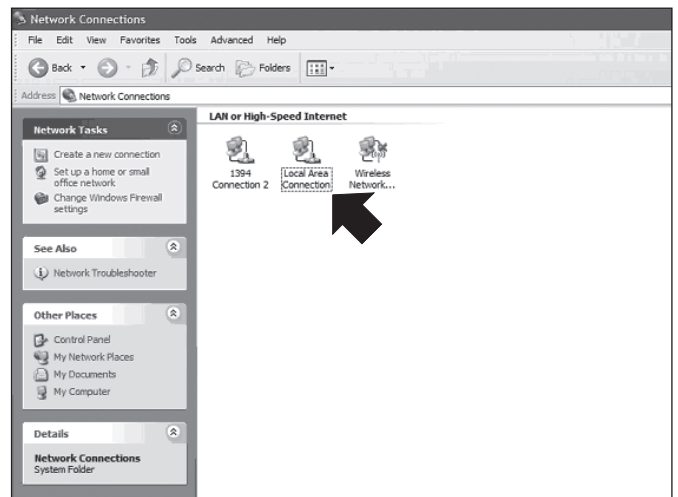 Network Connections
File Edit View Favorites Tools Advanced Help
Back Search Folders
Address Network Connections
Network Tasks
Create a new connection
Set up a home or small
office network
Change Windows Firewall
settings
See Also
Network Troubleshooter
Other Places
Control Panel
My Network Places
My Documents
My Computer
Details
Network Connections
System Folder
LAN or High-Speed Internet
1394
Connection 2
Local Area
Connection
Wireless
Network...